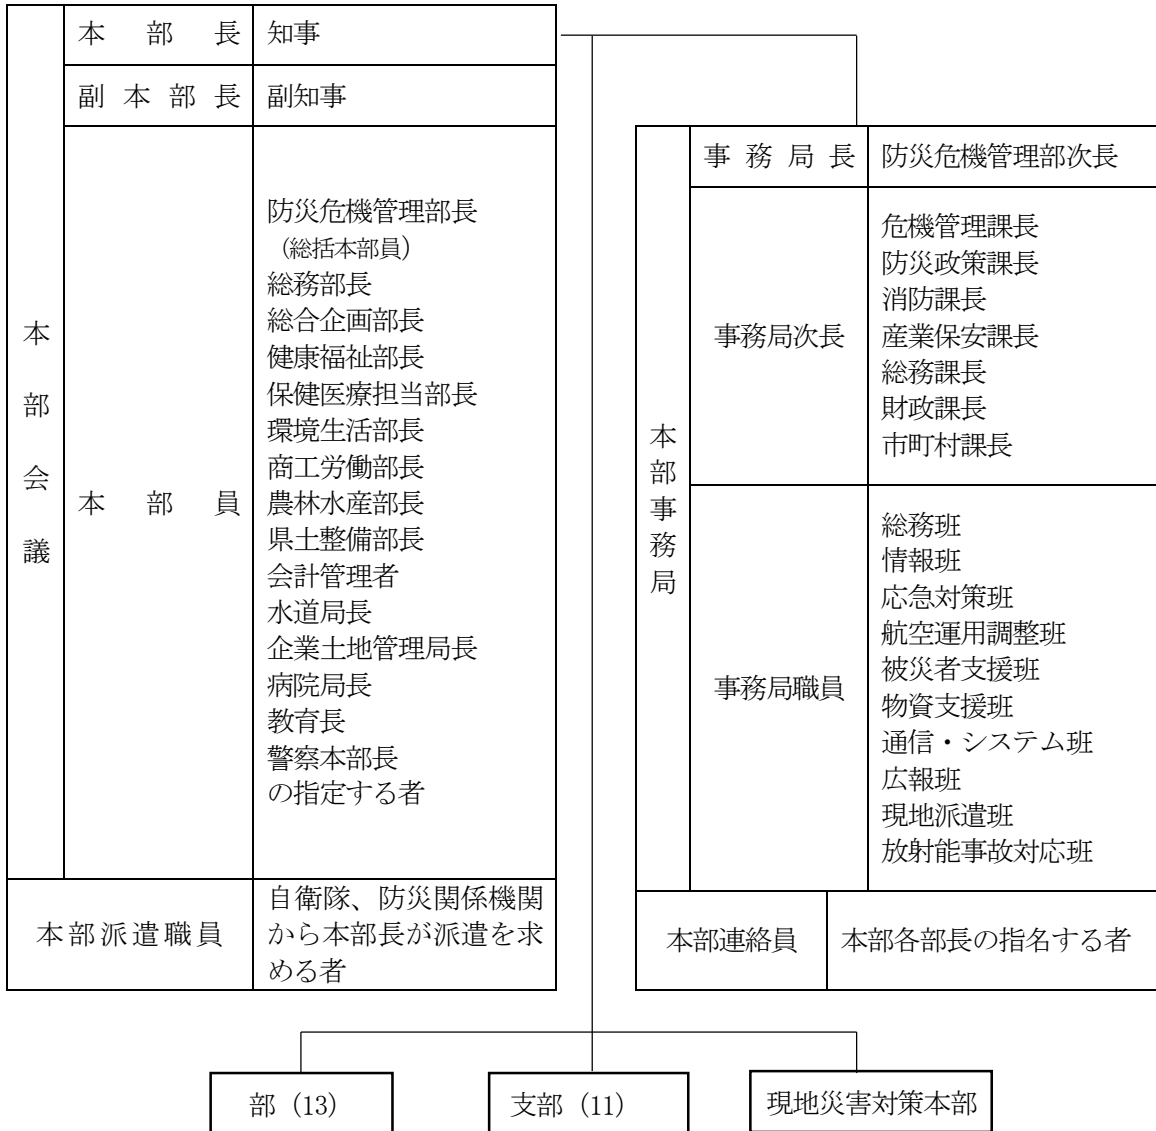 本部会議
本部長 知事
副本部長 副知事
本部員
防災危機管理部長
（総括本部員）
総務部長
総合企画部長
健康福祉部長
保健医療担当部長
環境生活部長
商工労働部長
農林水産部長
県土整備部長
会計管理者
水道局長
企業土地管理局長
病院局長
教育長
警察本部長
の指定する者
本部派遣職員
自衛隊、防災関係機関
から本部長が派遣を求
める者
本部事務局
事務局長 防災危機管理部次長
事務局次長
危機管理課長
防災政策課長
消防課長
産業保安課長
総務課長
財政課長
市町村課長
事務局職員
総務班
情報班
応急対策班
航空運用調整班
被災者支援班
物資支援班
通信・システム班
広報班
現地派遣班
放射能事故対応班
本部連絡員 本部各部長の指名する者
部（13）
支部（11）
現地災害対策本部